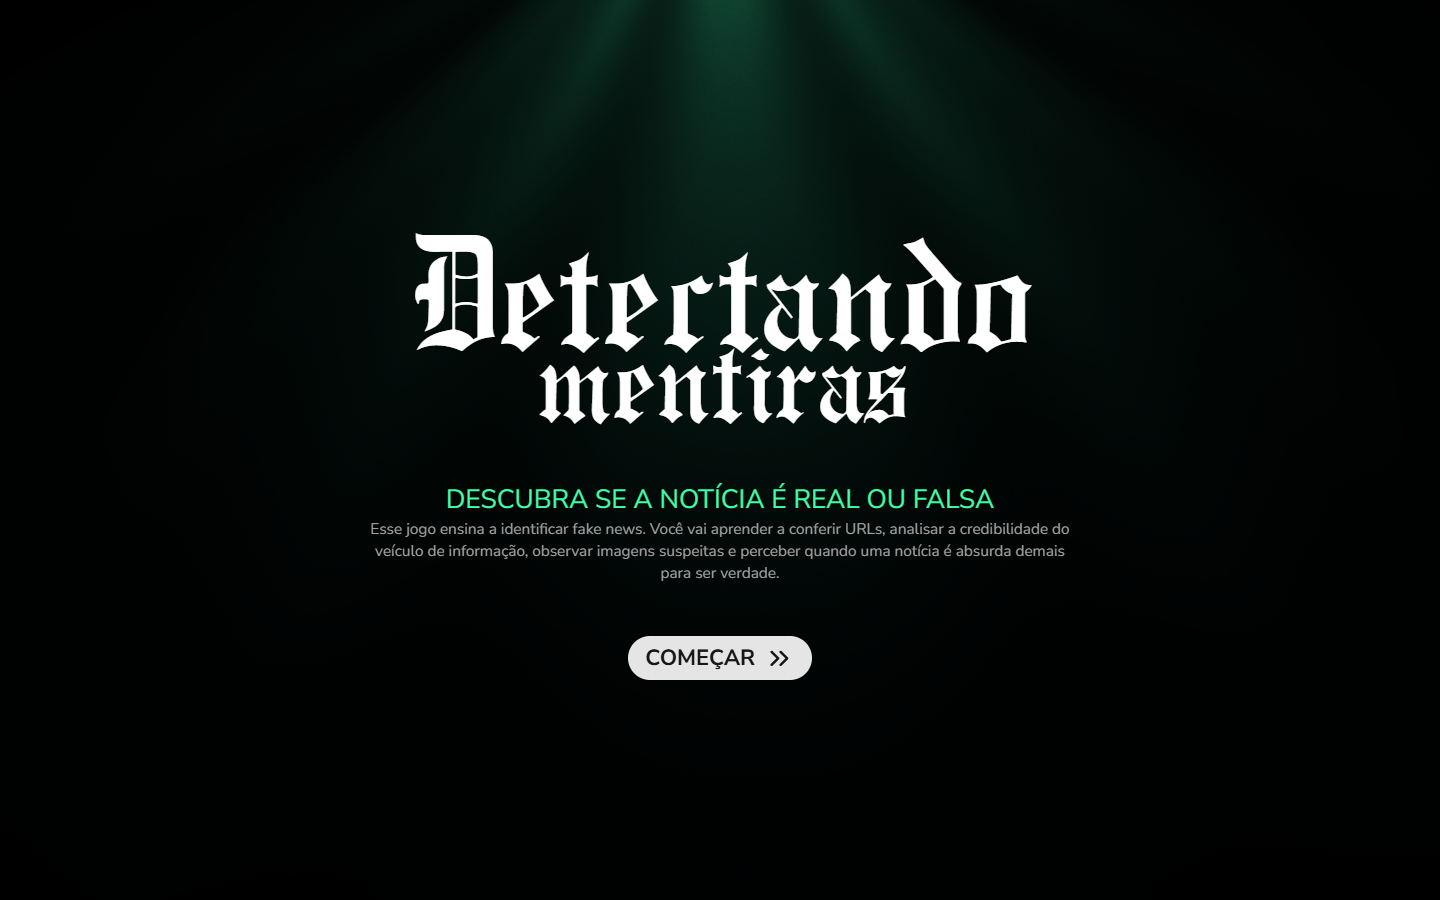 Detectando
mentiras
DESCUBRA SE A NOTÍCIA É REAL OU FALSA
Esse jogo ensina a identificar fake news. Você vai aprender a conferir URLs, analisar a credibilidade do
veículo de informação, observar imagens suspeitas e perceber quando uma notícia é absurda demais
para ser verdade.
COMEÇAR